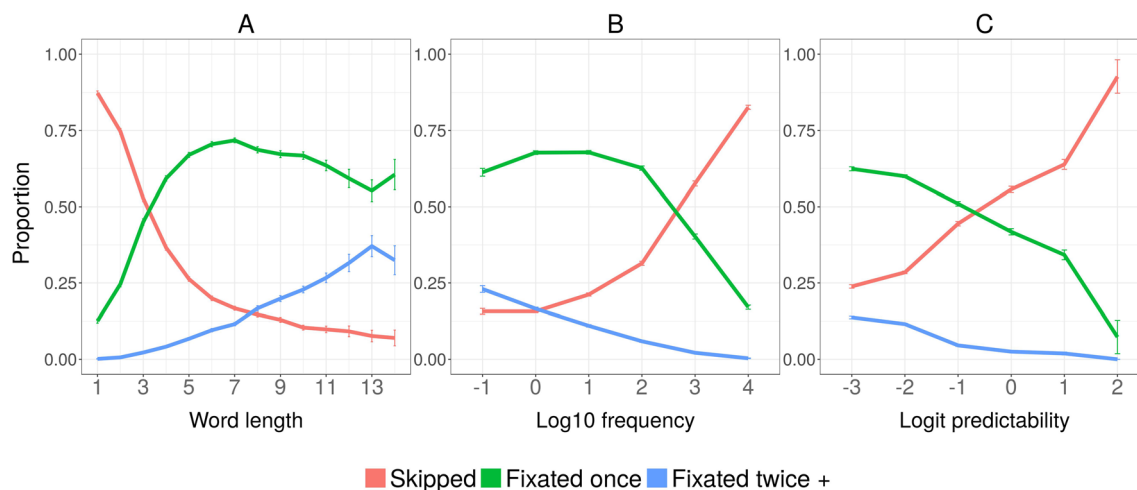 A B C
Proportion
1.00 1.00 1.00
0.75 0.75 0.75
0.50 0.50 0.50
0.25 0.25 0.25
0.00 0.00 0.00
1 3 5 7 9 11 13 -1 0 1 2 3 4 -3 -2 -1 0 1 2
Word length Log10 frequency Logit predictability
Skipped Fixated once Fixated twice +